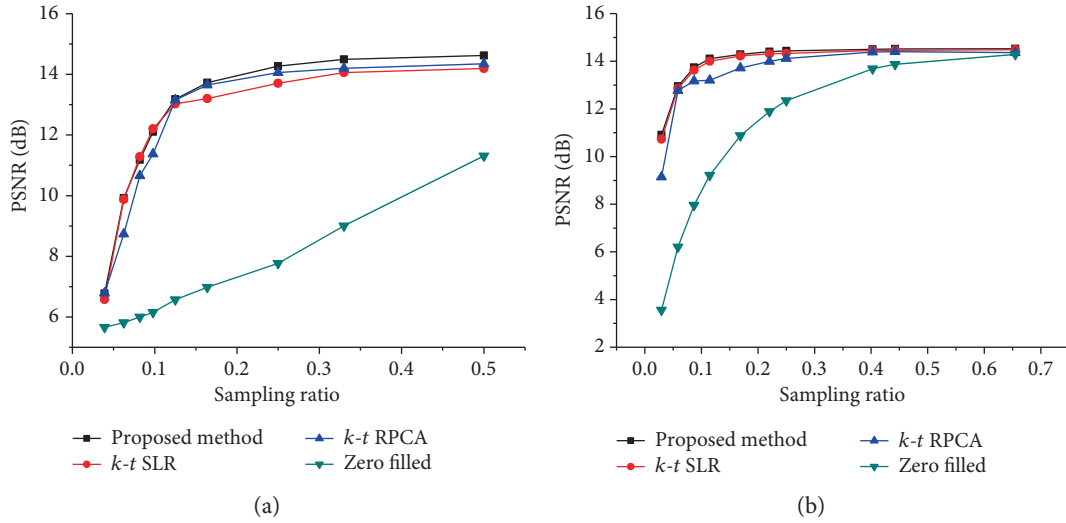 16
14
12
10
8
6
PSNR (dB)
0.0 0.1 0.2 0.3 0.4 0.5
Sampling ratio
Proposed method
k-t SLR
k-t RPCA
Zero filled
(a)
16
14
12
10
8
6
4
2
PSNR (dB)
0.0 0.1 0.2 0.3 0.4 0.5 0.6 0.7
Sampling ratio
Proposed method
k-t SLR
k-t RPCA
Zero filled
(b)